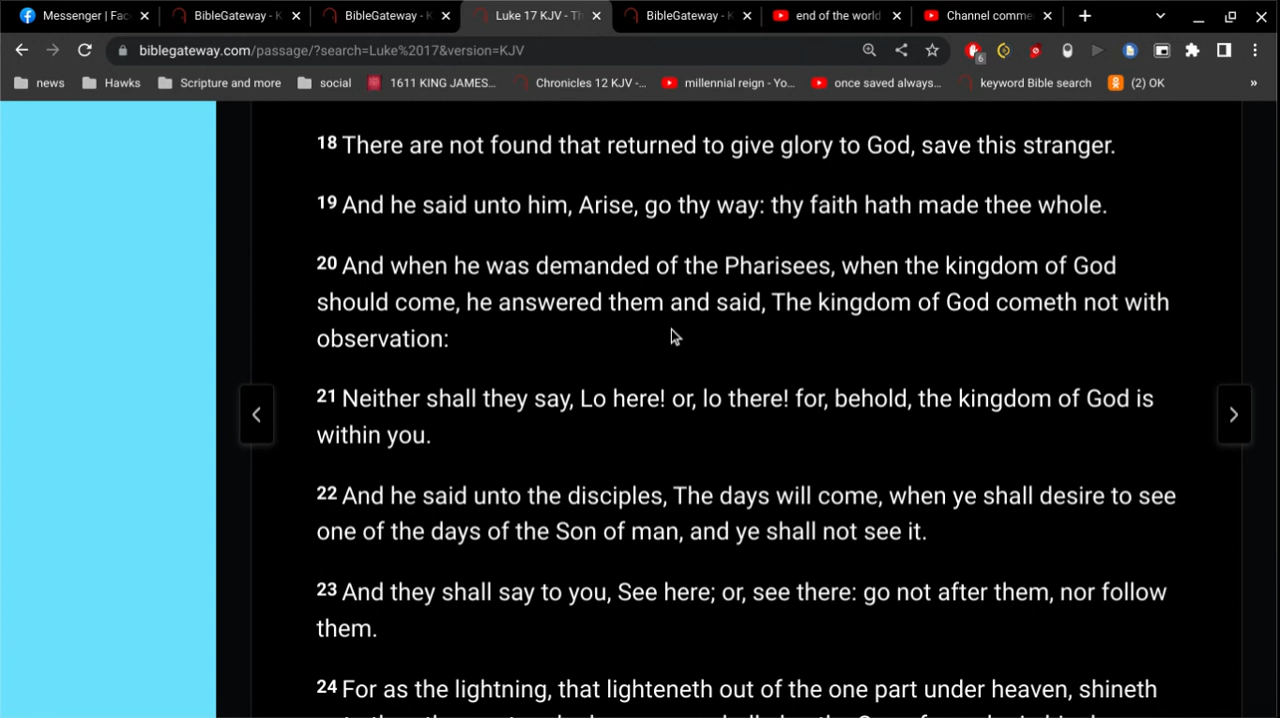 Messenger | Fac
BibleGateway - K
BibleGateway - K
Luke 17 KJV - Th
BibleGateway - K
end of the world
Channel comme
biblegateway.com/passage/?search=Luke%2017&version=KJV
6
news
Hawks
Scripture and more
social
1611 KING JAMES...
Chronicles 12 KJV -...
millennial reign - Yo...
once saved always...
keyword Bible search
(2) OK
»
18 There are not found that returned to give glory to God, save this stranger.
19 And he said unto him, Arise, go thy way: thy faith hath made thee whole.
20 And when he was demanded of the Pharisees, when the kingdom of God
should come, he answered them and said, The kingdom of God cometh not with
observation:
21 Neither shall they say, Lo here! or, lo there! for, behold, the kingdom of God is
within you.
22 And he said unto the disciples, The days will come, when ye shall desire to see
one of the days of the Son of man, and ye shall not see it.
23 And they shall say to you, See here; or, see there: go not after them, nor follow
them.
24 For as the lightning, that lighteneth out of the one part under heaven, shineth